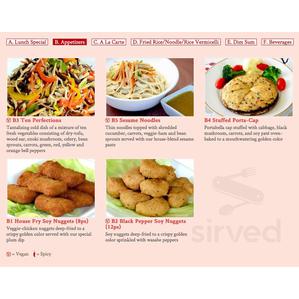 A. Lunch Special
B. Appetizers
C. A La Carte
D. Fried Rice/Noodle/Rice Vermicelli
E. Dim Sum
F. Beverages
Ⓥ B3 Ten Perfections
Tantalizing cold dish of a mixture of ten
fresh vegetables consisting of dry-tofu,
wood ear, enoki mushroom, celery, bean
sprouts, carrots, green, red, yellow and
orange bell peppers
Ⓥ B5 Sesame Noodles
Thin noodles topped with shredded
cucumber, carrots, veggie-ham and bean
sprouts served with our house-blend sesame
paste
B4 Stuffed Porta-Cap
Portabella cap stuffed with cabbage, black
mushrooms, carrots, and soy patty oven-
baked to a mouthwatering golden color
B1 House Fry Soy Nuggets (8ps)
Veggie-chicken nuggets deep-fried to a
crispy golden color served with our special
plum dip
Ⓥ B2 Black Pepper Soy Nuggets
(12ps)
Soy nuggets deep-fried to a crispy golden
color sprinkled with wasabi peppers
Ⓥ = Vegan = Spicy
sirved